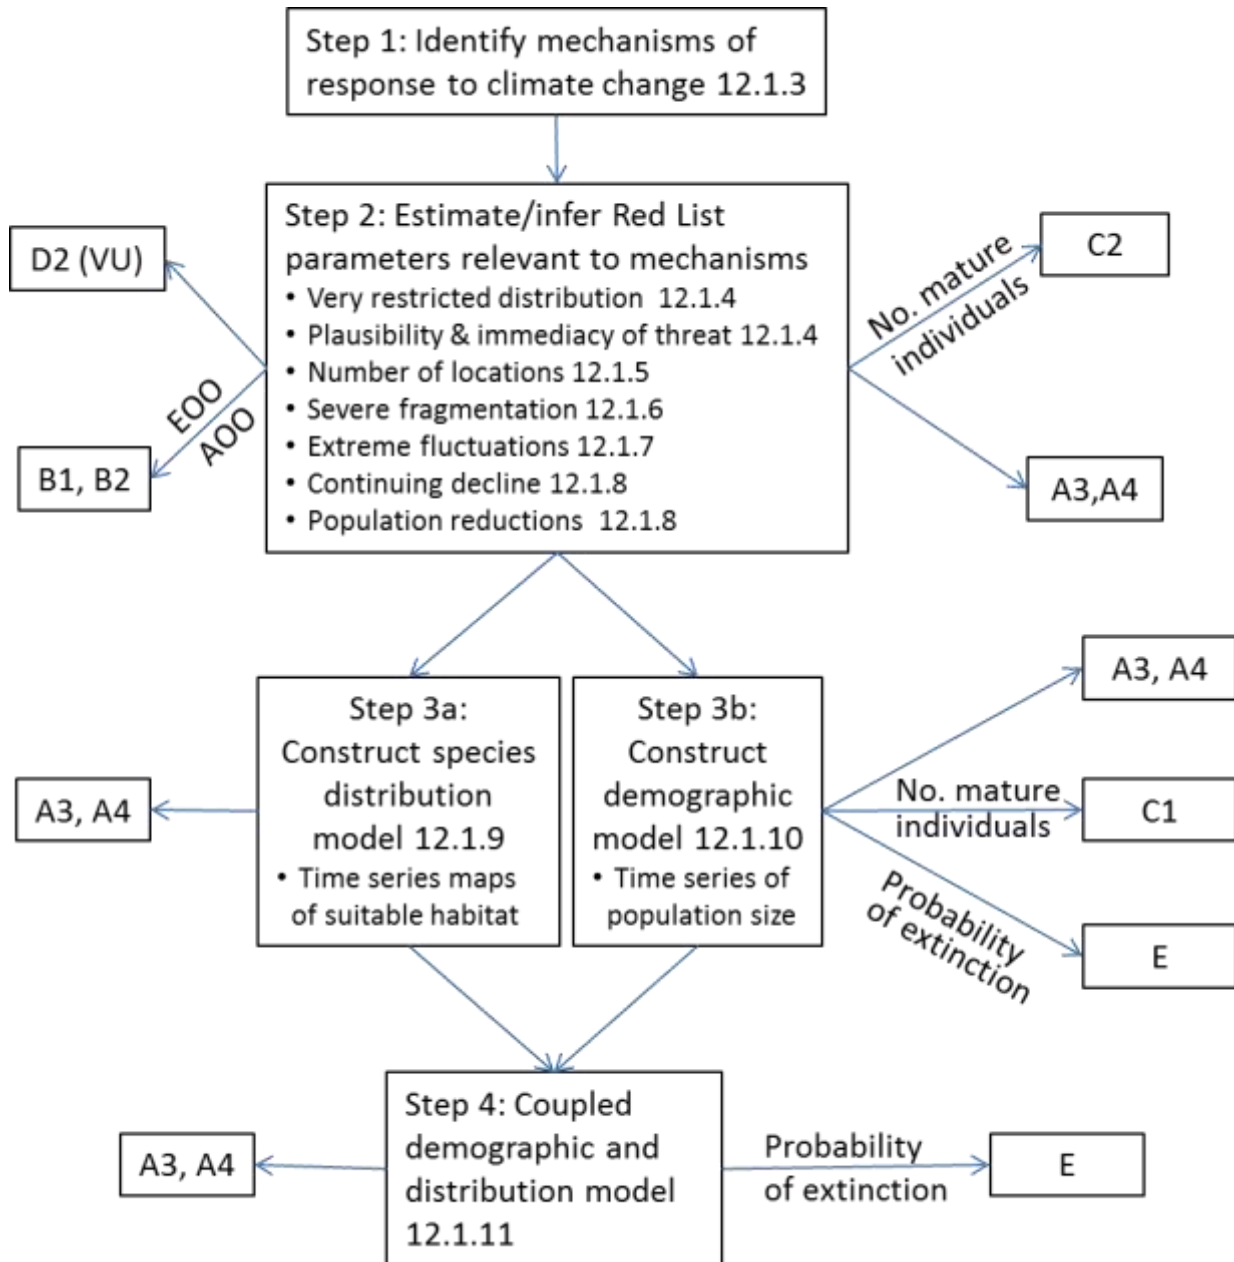 Step 1: Identify mechanisms of
response to climate change 12.1.3
Step 2: Estimate/infer Red List
parameters relevant to mechanisms
• Very restricted distribution 12.1.4
• Plausibility & immediacy of threat 12.1.4
• Number of locations 12.1.5
• Severe fragmentation 12.1.6
• Extreme fluctuations 12.1.7
• Continuing decline 12.1.8
• Population reductions 12.1.8
D2 (VU)
EOO
AOO
B1, B2
No. mature
individuals
C2
A3,A4
Step 3a:
Construct species
distribution
model 12.1.9
• Time series maps
of suitable habitat
A3, A4
Step 3b:
Construct
demographic
model 12.1.10
• Time series of
population size
A3, A4
No. mature
individuals
C1
Probability
of extinction
E
Step 4: Coupled
demographic and
distribution model
12.1.11
A3, A4
Probability
of extinction
E